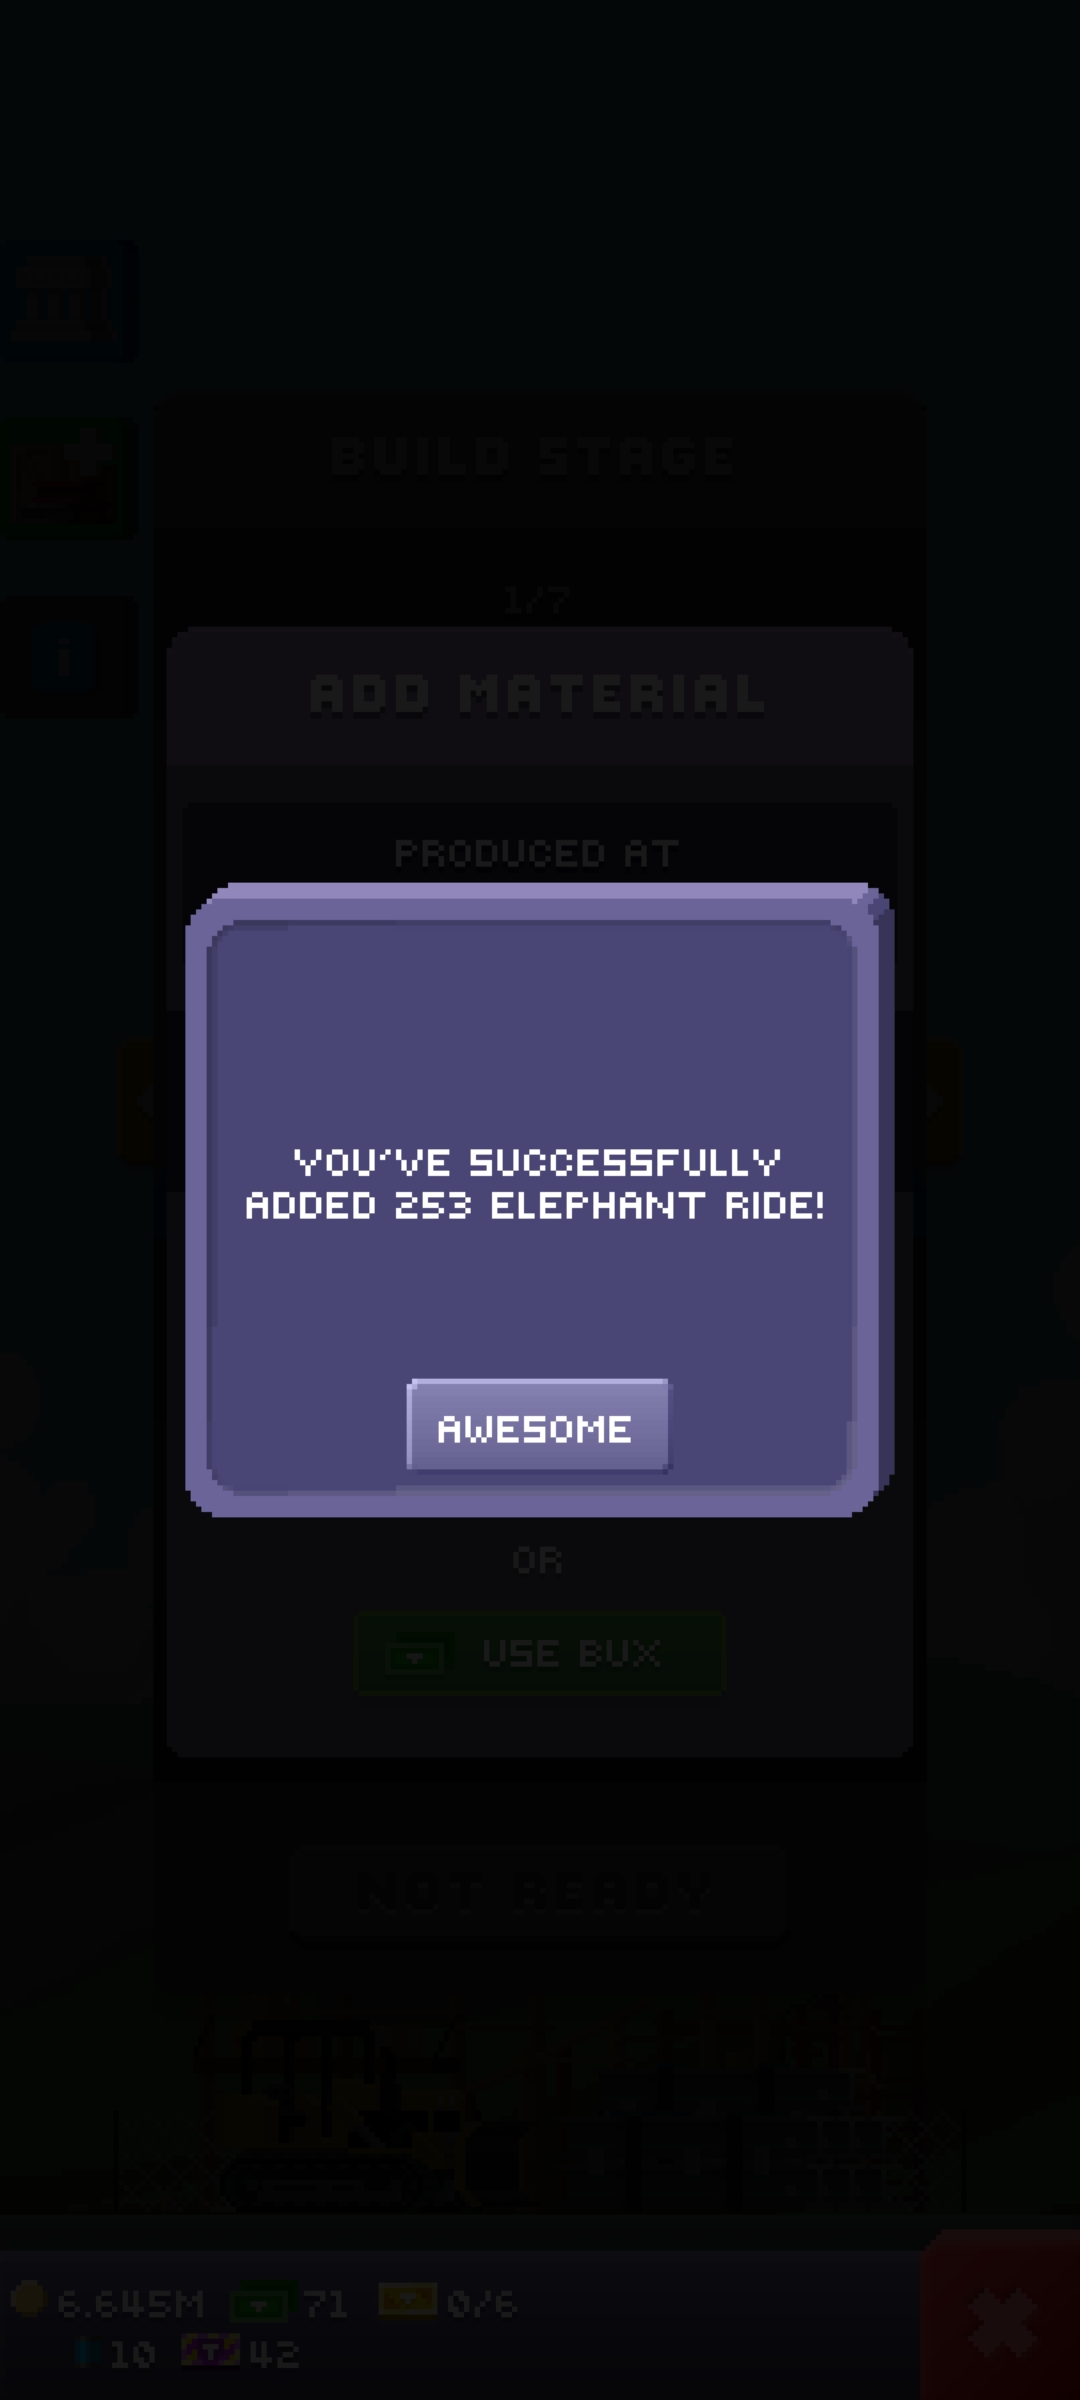 BUILD STAGE
1/7
ADD MATERIAL
PRODUCED AT
YOU'VE SUCCESSFULLY
ADDED 253 ELEPHANT RIDE!
AWESOME
OR
USE BUX
NOT READY
6.645M 71 0/6
10 42